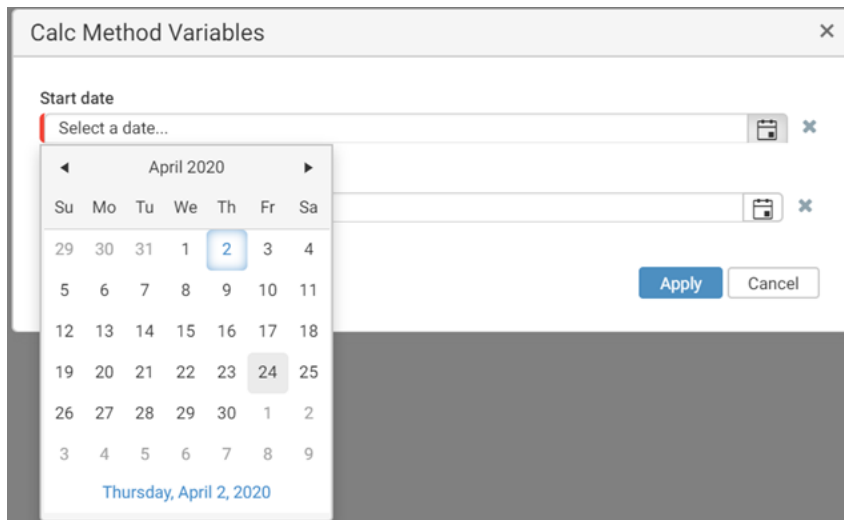 Calc Method Variables
Start date
Select a date...
April 2020
Su Mo Tu We Th Fr Sa
29 30 31 1 2 3 4
5 6 7 8 9 10 11
Apply Cancel
12 13 14 15 16 17 18
19 20 21 22 23 24 25
26 27 28 29 30 1 2
3 4 5 6 7 8 9
Thursday, April 2, 2020